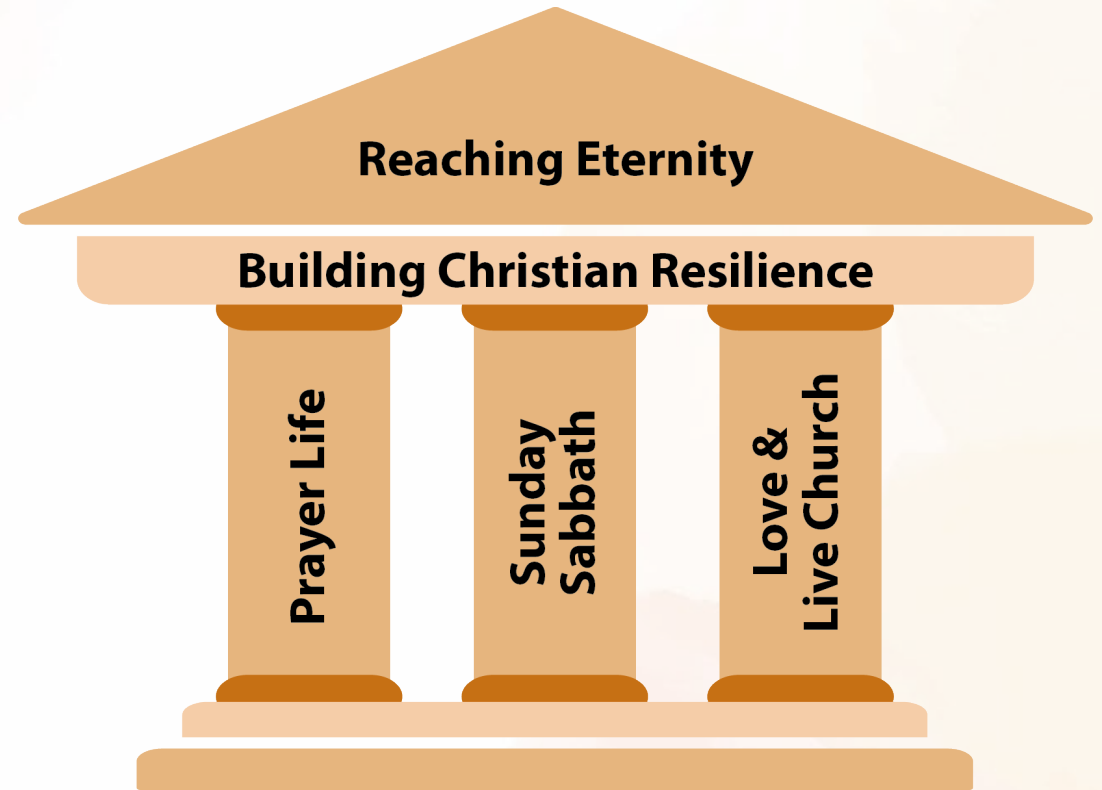 Reaching Eternity
Building Christian Resilience
Prayer Life
Sunday
Sabbath
Love &
Live Church